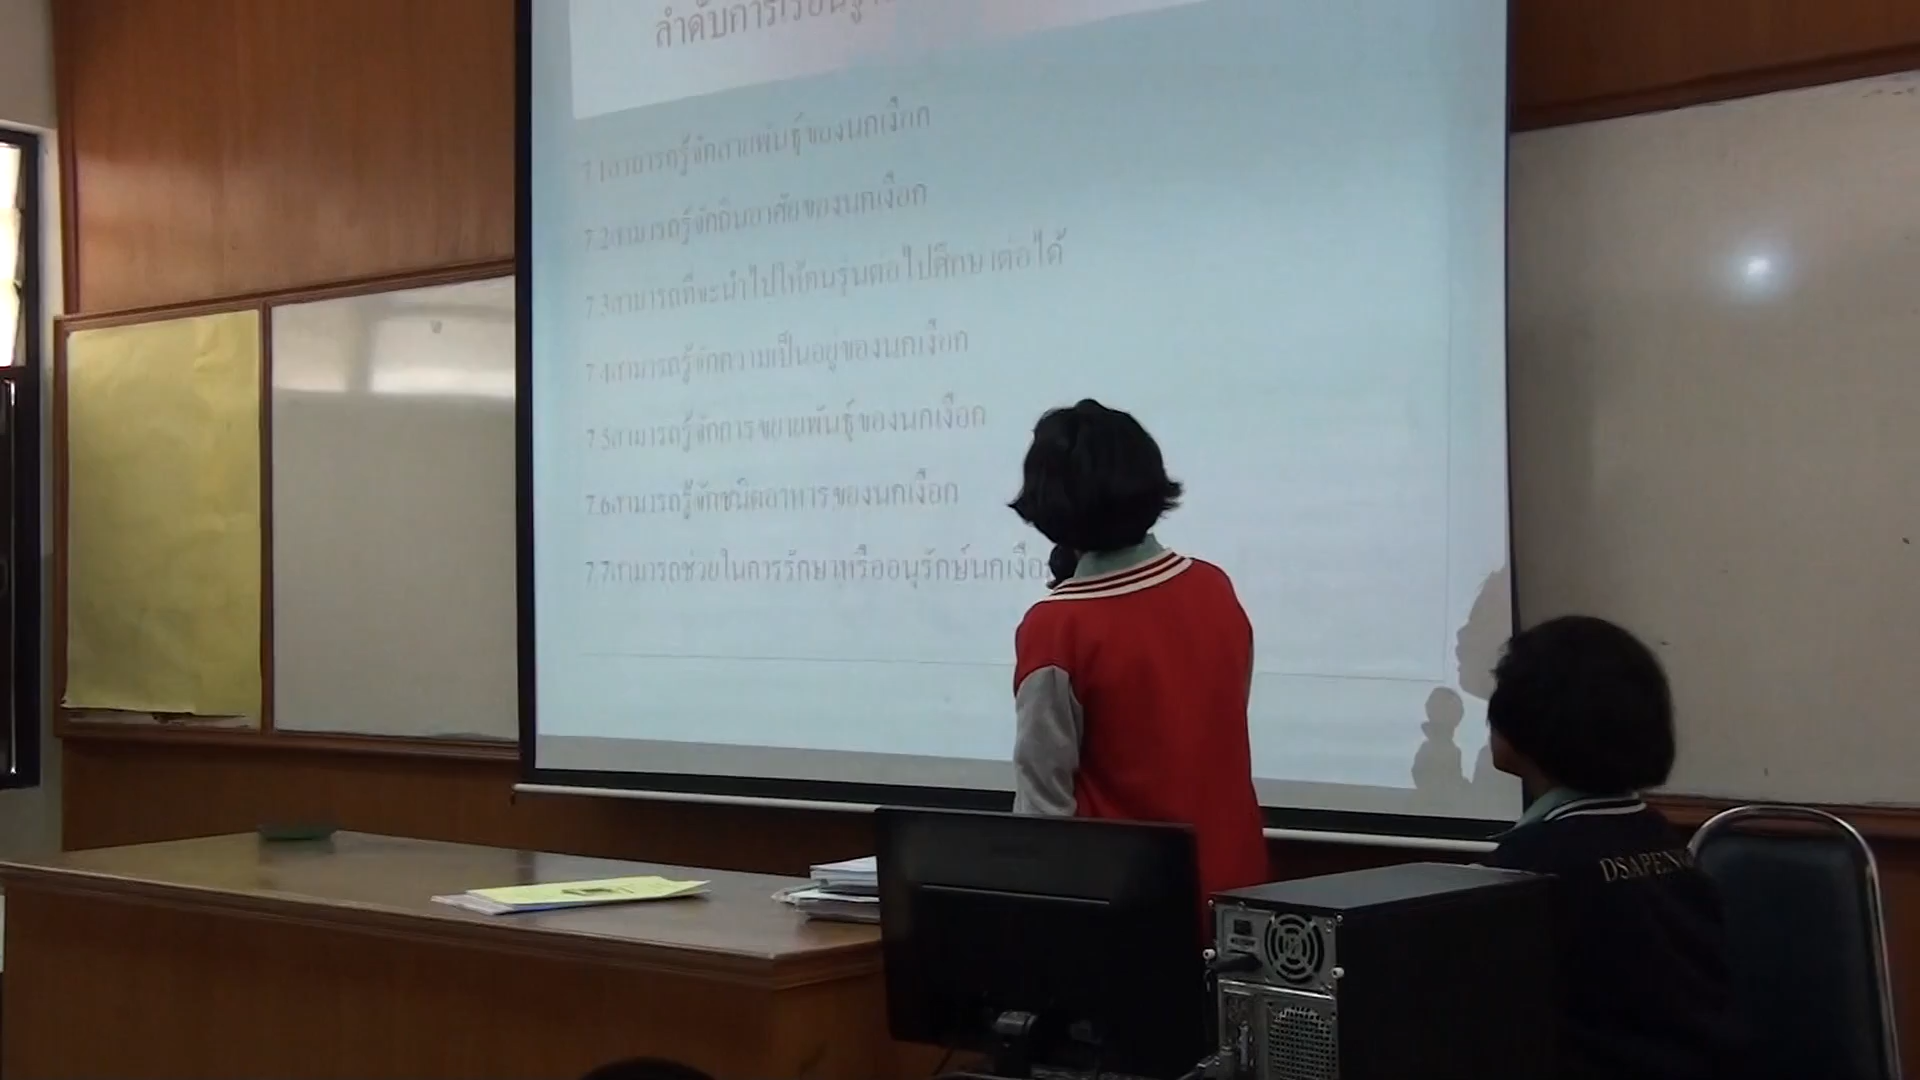 ลำดับการเรียนรู้
7.1สามารถรู้จักสายพันธุ์ของนกเงือก
7.2สามารถรู้จักถิ่นอาศัยของนกเงือก
7.3สามารถที่จะนำไปให้คนรุ่นต่อไปศึกษาต่อได้
7.4สามารถรู้จักความเป็นอยู่ของนกเงือก
7.5สามารถรู้จักการขยายพันธุ์ของนกเงือก
7.6สามารถรู้จักชนิดอาหารของนกเงือก
7.7สามารถช่วยในการรักษาหรืออนุรักษ์นกเงือ
DSAPEN